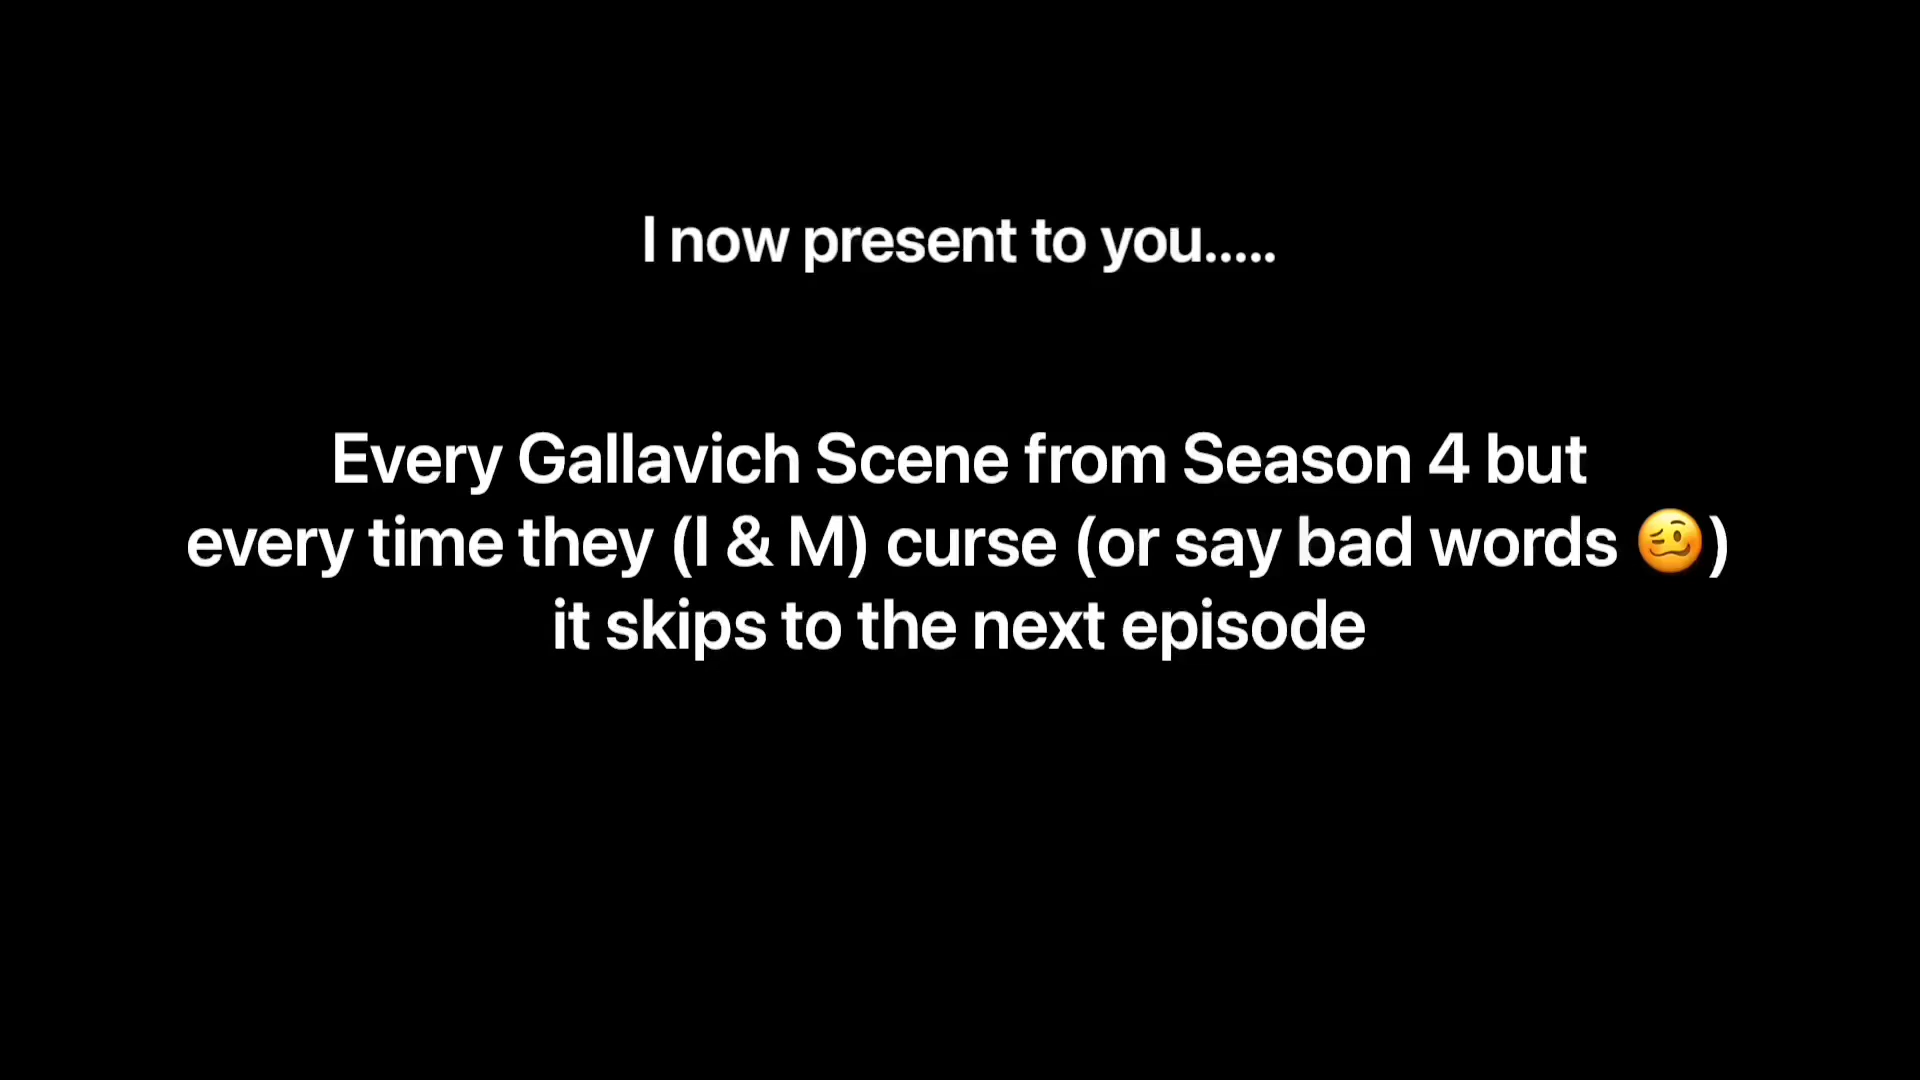 I now present to you.....
Every Gallavich Scene from Season 4 but
every time they (I & M) curse (or say bad words 🥴)
it skips to the next episode